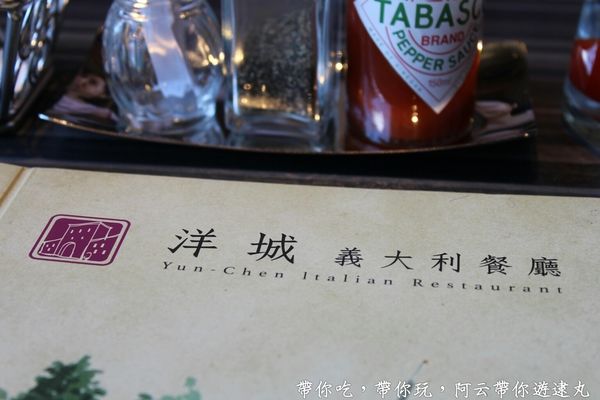 TABASCO
BRAND
PEPPER SAUCE
洋城 義大利餐廳
Yun-Chen Italian Restaurant
帶你吃，帶你玩，阿云帶你遊逮丸